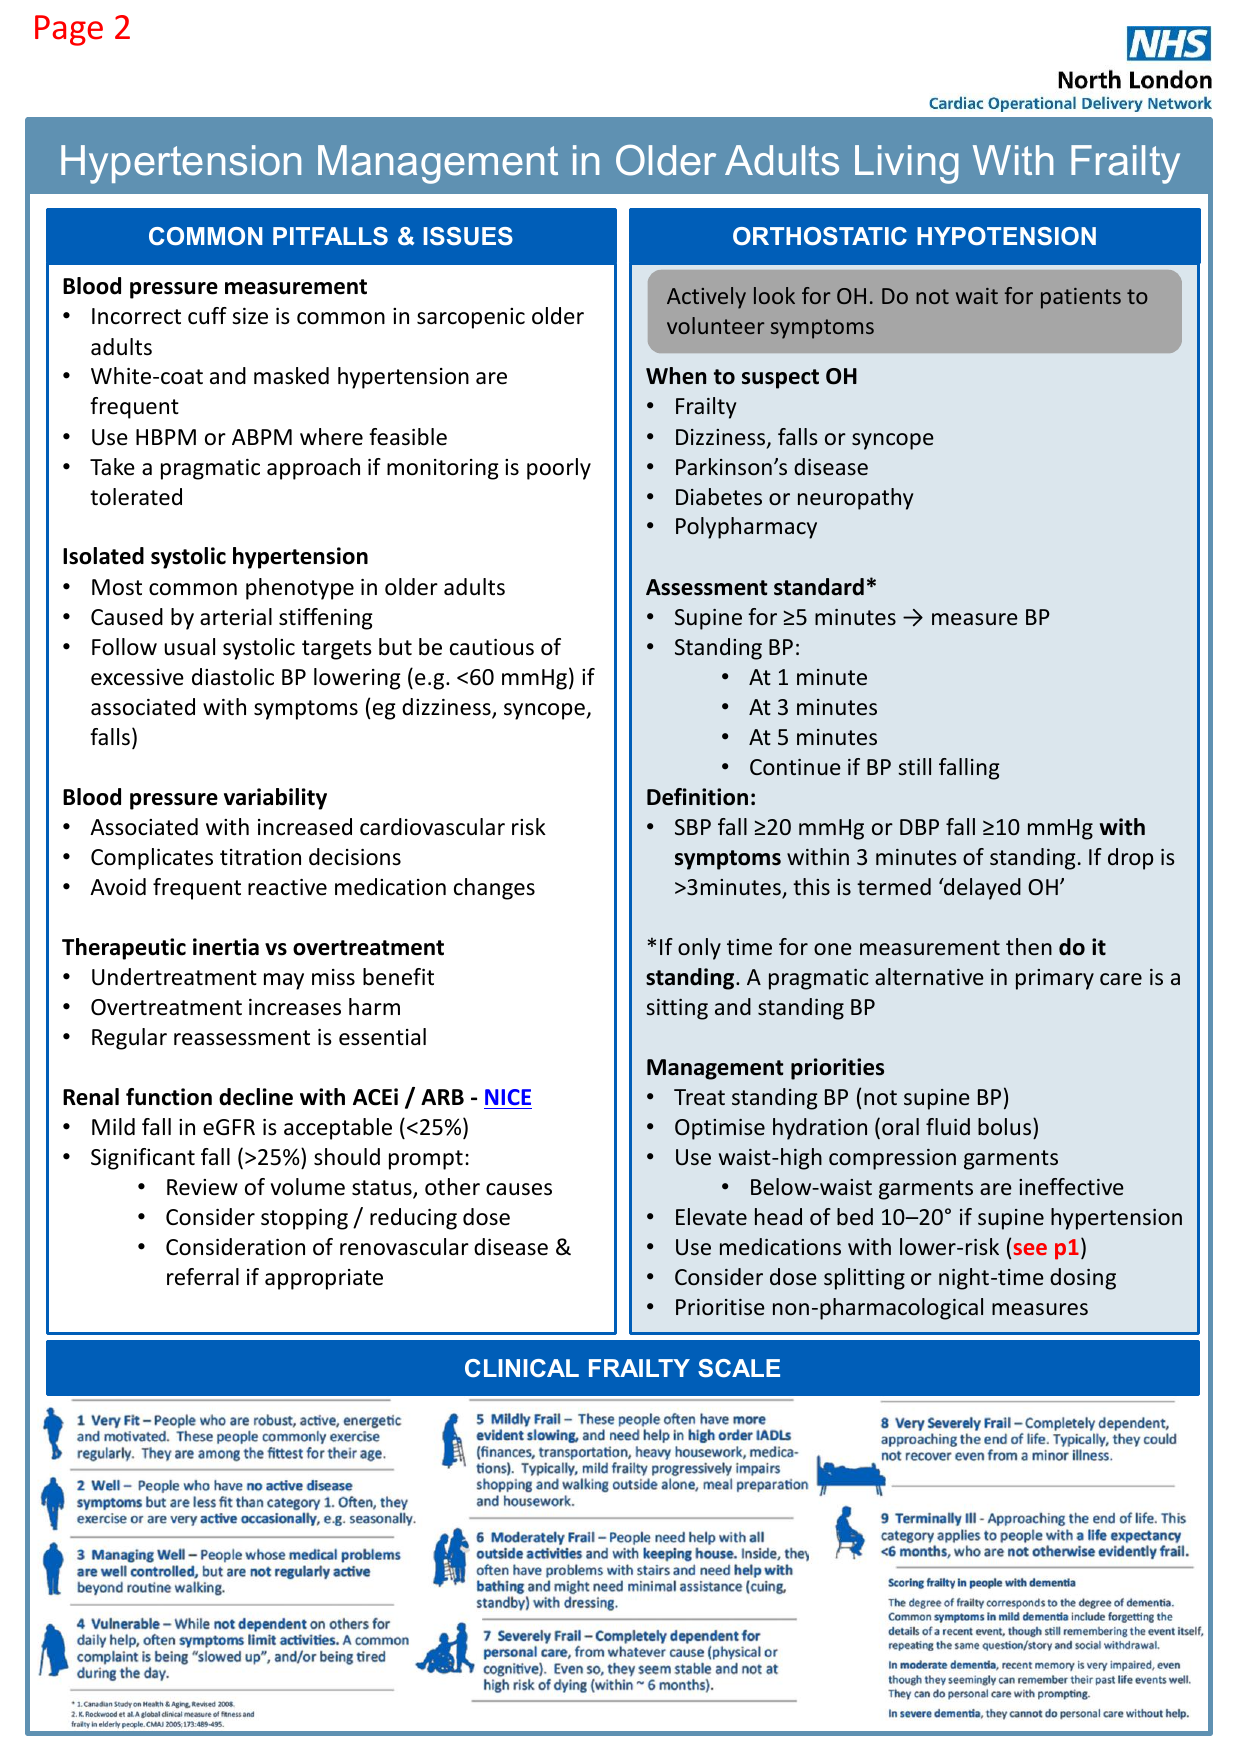 Page 2
NHS
North London
Cardiac Operational Delivery Network
Hypertension Management in Older Adults Living With Frailty
COMMON PITFALLS & ISSUES
Blood pressure measurement
• Incorrect cuff size is common in sarcopenic older
adults
• White-coat and masked hypertension are
frequent
• Use HBPM or ABPM where feasible
• Take a pragmatic approach if monitoring is poorly
tolerated
Isolated systolic hypertension
• Most common phenotype in older adults
• Caused by arterial stiffening
• Follow usual systolic targets but be cautious of
excessive diastolic BP lowering (e.g. <60 mmHg) if
associated with symptoms (eg dizziness, syncope,
falls)
Blood pressure variability
• Associated with increased cardiovascular risk
• Complicates titration decisions
• Avoid frequent reactive medication changes
Therapeutic inertia vs overtreatment
• Undertreatment may miss benefit
• Overtreatment increases harm
• Regular reassessment is essential
Renal function decline with ACEi / ARB - NICE
• Mild fall in eGFR is acceptable (<25%)
• Significant fall (>25%) should prompt:
• Review of volume status, other causes
• Consider stopping / reducing dose
• Consideration of renovascular disease &
referral if appropriate
ORTHOSTATIC HYPOTENSION
Actively look for OH. Do not wait for patients to
volunteer symptoms
When to suspect OH
• Frailty
• Dizziness, falls or syncope
• Parkinson's disease
• Diabetes or neuropathy
• Polypharmacy
Assessment standard*
• Supine for ≥5 minutes → measure BP
• Standing BP:
• At 1 minute
• At 3 minutes
• At 5 minutes
• Continue if BP still falling
Definition:
• SBP fall ≥20 mmHg or DBP fall ≥10 mmHg with
symptoms within 3 minutes of standing. If drop is
>3minutes, this is termed ‘delayed OH’
*If only time for one measurement then do it
standing. A pragmatic alternative in primary care is a
sitting and standing BP
Management priorities
• Treat standing BP (not supine BP)
• Optimise hydration (oral fluid bolus)
• Use waist-high compression garments
• Below-waist garments are ineffective
• Elevate head of bed 10–20° if supine hypertension
• Use medications with lower-risk (see p1)
• Consider dose splitting or night-time dosing
• Prioritise non-pharmacological measures
CLINICAL FRAILTY SCALE
1 Very Fit – People who are robust, active, energetic
and motivated. These people commonly exercise
regularly. They are among the fittest for their age.
2 Well – People who have no active disease
symptoms but are less fit than category 1. Often, they
exercise or are very active occasionally, e.g. seasonally.
3 Managing Well – People whose medical problems
are well controlled, but are not regularly active
beyond routine walking.
4 Vulnerable – While not dependent on others for
daily help, often symptoms limit activities. A common
complaint is being “slowed up”, and/or being tired
during the day.
* 1. Canadian Study on Health & Aging, Revised 2008.
2. K. Rockwood et al. A global clinical measure of fitness and
frailty in elderly people. CMAJ 2005;173:489-495.
5 Mildly Frail – These people often have more
evident slowing, and need help in high order IADLs
(finances, transportation, heavy housework, medica-
tions). Typically, mild frailty progressively impairs
shopping and walking outside alone, meal preparation
and housework.
6 Moderately Frail – People need help with all
outside activities and with keeping house. Inside, they
often have problems with stairs and need help with
bathing and might need minimal assistance (cuing,
standby) with dressing.
7 Severely Frail – Completely dependent for
personal care, from whatever cause (physical or
cognitive). Even so, they seem stable and not at
high risk of dying (within ~ 6 months).
8 Very Severely Frail – Completely dependent,
approaching the end of life. Typically, they could
not recover even from a minor illness.
9 Terminally Ill - Approaching the end of life. This
category applies to people with a life expectancy
<6 months, who are not otherwise evidently frail.
Scoring frailty in people with dementia
The degree of frailty corresponds to the degree of dementia.
Common symptoms in mild dementia include forgetting the
details of a recent event, though still remembering the event itself,
repeating the same question/story and social withdrawal.
In moderate dementia, recent memory is very impaired, even
though they seemingly can remember their past life events well.
They can do personal care with prompting.
In severe dementia, they cannot do personal care without help.